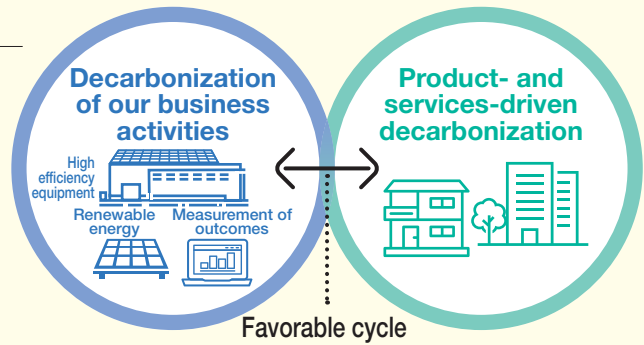 Decarbonization
of our business
activities
High
efficiency
equipment
Renewable
energy
Measurement of
outcomes
Product- and
services-driven
decarbonization
Favorable cycle